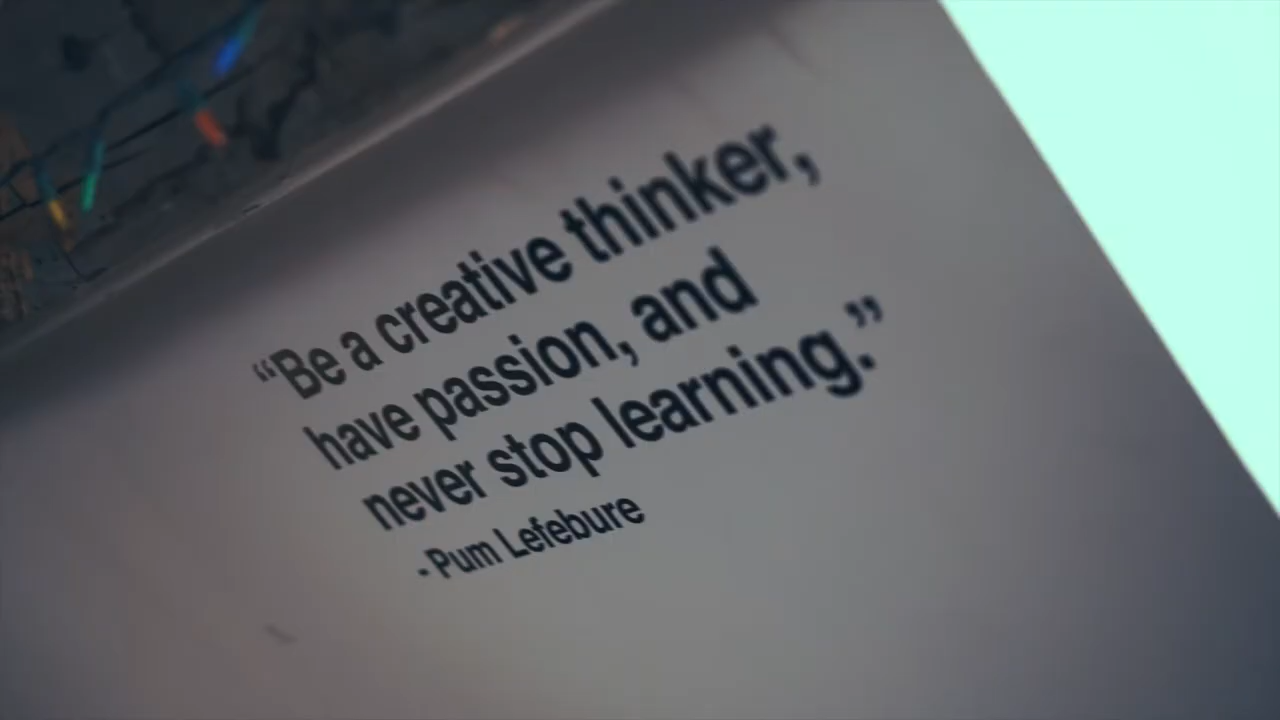 “Be a creative thinker,
have passion, and
never stop learning.”
- Pum Lefebure